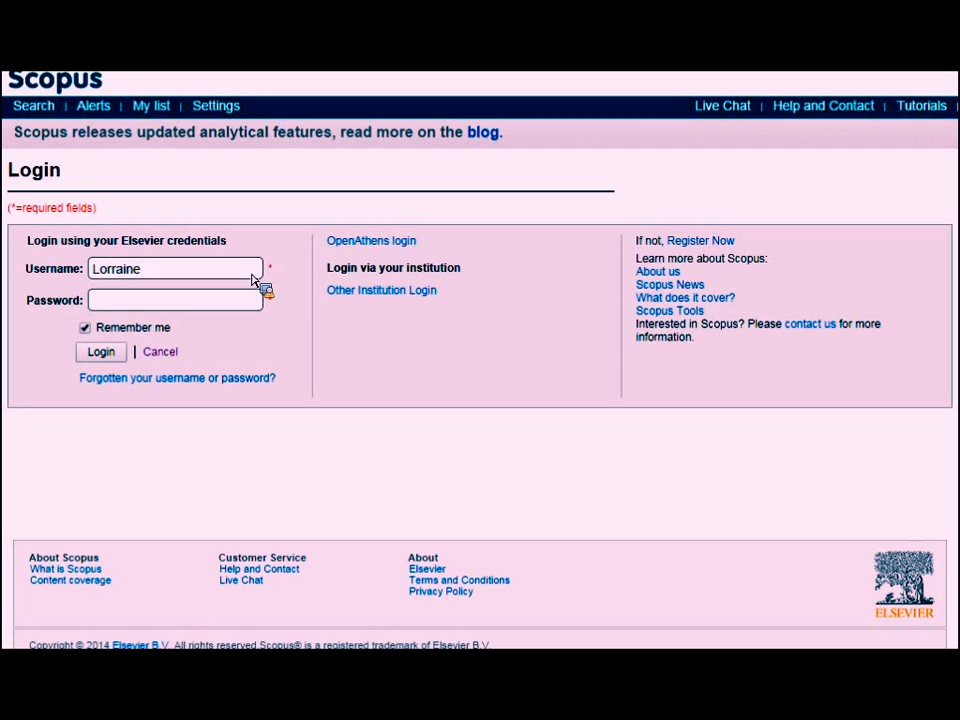 Scopus
Search | Alerts | My list | Settings Live Chat | Help and Contact | Tutorials |
Scopus releases updated analytical features, read more on the blog.
Login
(*=required fields)
Login using your Elsevier credentials
Username: Lorraine *
Password:
Remember me
Login | Cancel
Forgotten your username or password?
OpenAthens login
Login via your institution
Other Institution Login
If not, Register Now
Learn more about Scopus:
About us
Scopus News
What does it cover?
Scopus Tools
Interested in Scopus? Please contact us for more
information.
About Scopus
What is Scopus
Content coverage
Customer Service
Help and Contact
Live Chat
About
Elsevier
Terms and Conditions
Privacy Policy
ELSEVIER
Copyright © 2014 Elsevier B.V. All rights reserved.Scopus® is a registered trademark of Elsevier B.V.